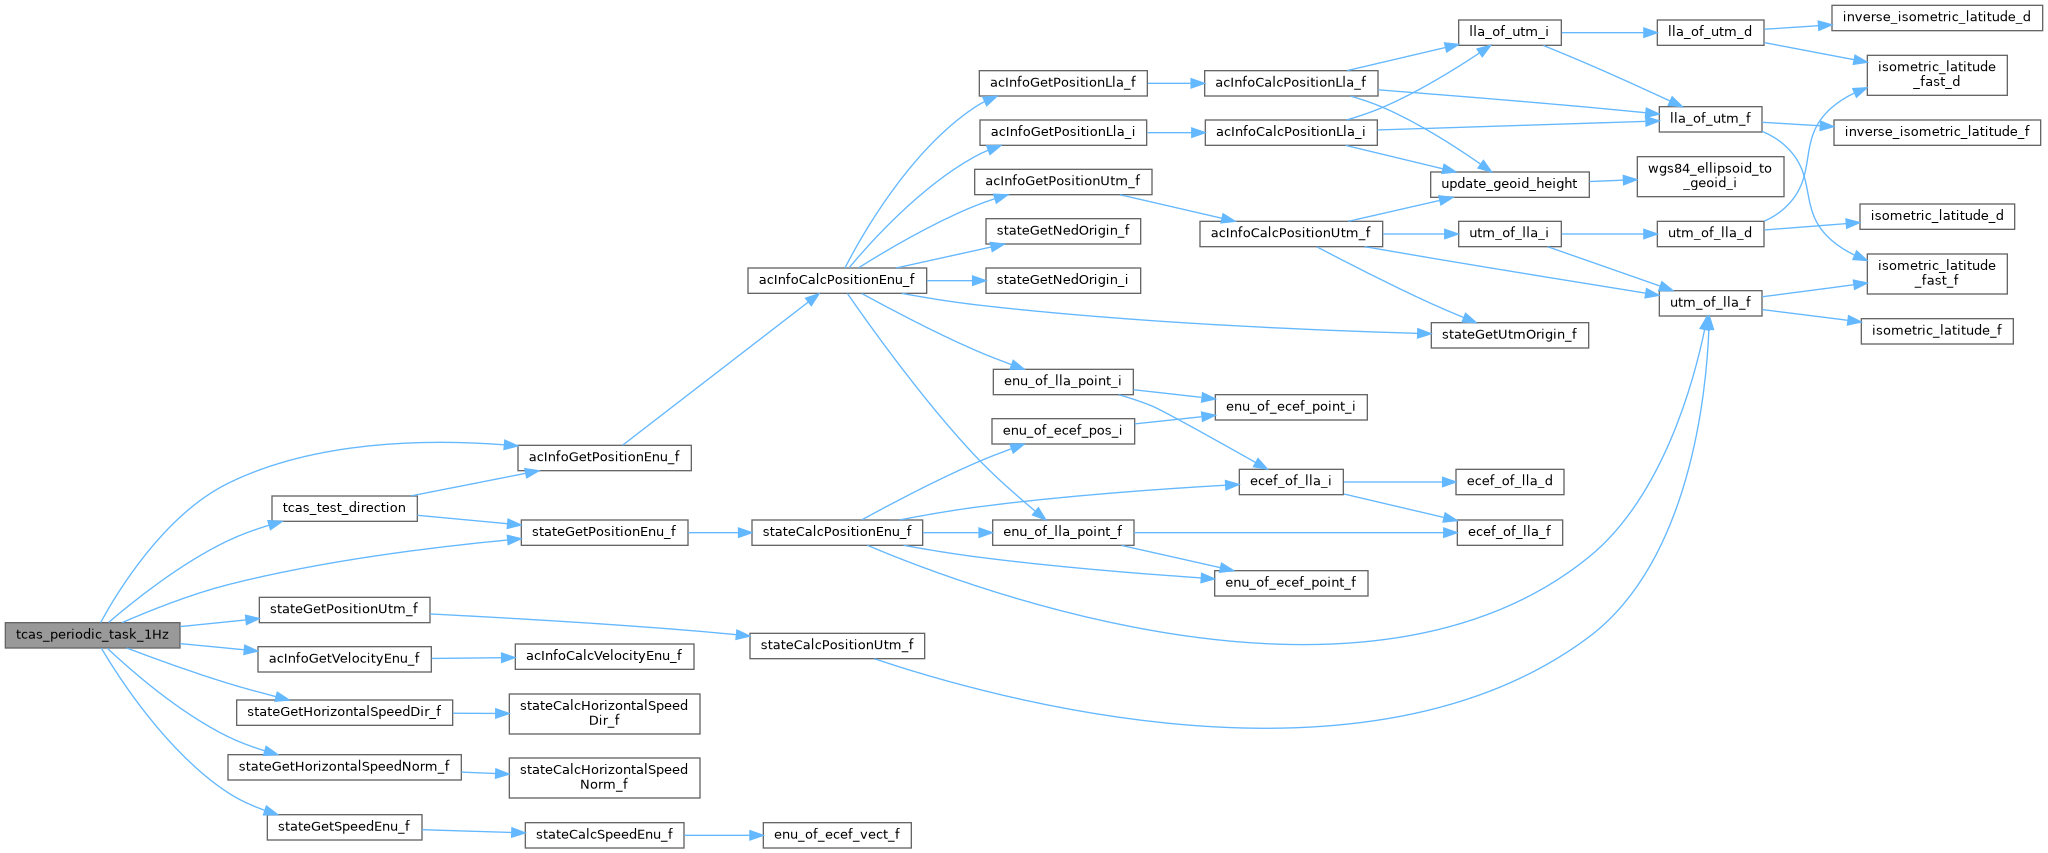 tcas_periodic_task_1Hz
acInfoGetPositionEnu_f
tcas_test_direction
stateGetPositionEnu_f
stateGetPositionUtm_f
acInfoGetVelocityEnu_f
stateGetHorizontalSpeedDir_f
stateGetHorizontalSpeedNorm_f
stateGetSpeedEnu_f
acInfoCalcVelocityEnu_f
stateCalcHorizontalSpeed
Dir_f
stateCalcHorizontalSpeed
Norm_f
stateCalcSpeedEnu_f
acInfoCalcPositionEnu_f
stateCalcPositionEnu_f
stateCalcPositionUtm_f
enu_of_ecef_vect_f
acInfoGetPositionLla_f
acInfoGetPositionLla_i
acInfoGetPositionUtm_f
stateGetNedOrigin_f
stateGetNedOrigin_i
enu_of_lla_point_i
enu_of_ecef_pos_i
enu_of_lla_point_f
acInfoCalcPositionLla_f
acInfoCalcPositionLla_i
acInfoCalcPositionUtm_f
enu_of_ecef_point_i
ecef_of_lla_i
enu_of_ecef_point_f
lla_of_utm_i
update_geoid_height
utm_of_lla_i
stateGetUtmOrigin_f
ecef_of_lla_d
ecef_of_lla_f
lla_of_utm_d
lla_of_utm_f
wgs84_ellipsoid_to
_geoid_i
utm_of_lla_d
utm_of_lla_f
inverse_isometric_latitude_d
isometric_latitude
_fast_d
inverse_isometric_latitude_f
isometric_latitude_d
isometric_latitude
_fast_f
isometric_latitude_f